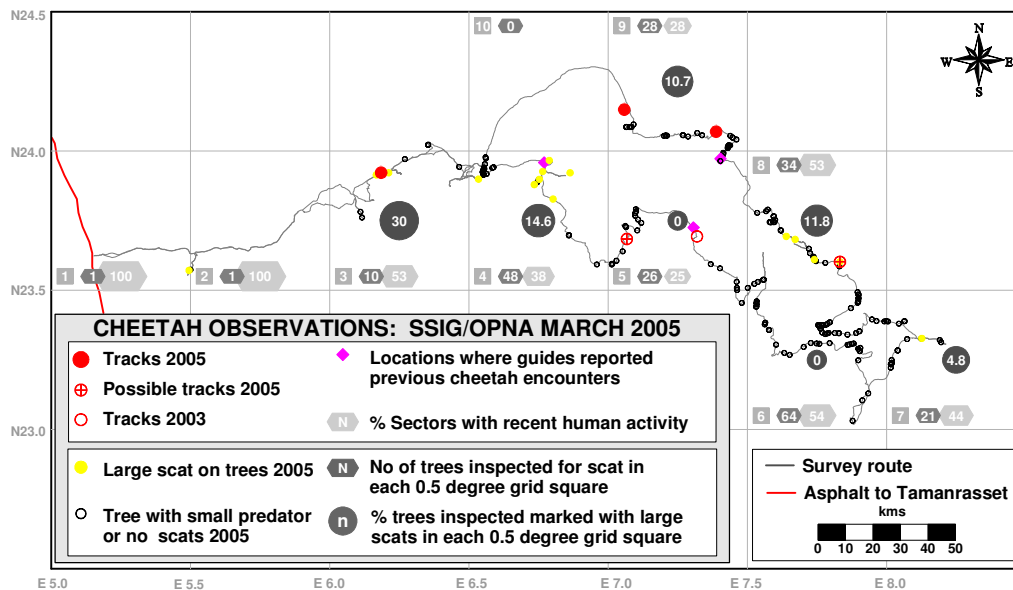 N24.5
10 0
9 28 28
N
W E
S
10.7
N24.0
8 34 53
30
14.6
0
11.8
1 1 100
2 1 100
3 10 53
4 48 38
5 26 25
N23.5
CHEETAH OBSERVATIONS: SSIG/OPNA MARCH 2005
Tracks 2005
Possible tracks 2005
Tracks 2003
Locations where guides reported
previous cheetah encounters
N % Sectors with recent human activity
0
4.8
6 64 54
7 21 44
N23.0
Large scat on trees 2005
Tree with small predator
or no scats 2005
N No of trees inspected for scat in
each 0.5 degree grid square
n % trees inspected marked with large
scats in each 0.5 degree grid square
Survey route
Asphalt to Tamanrasset
kms
0 10 20 30 40 50
E 5.0 E 5.5 E 6.0 E 6.5 E 7.0 E 7.5 E 8.0